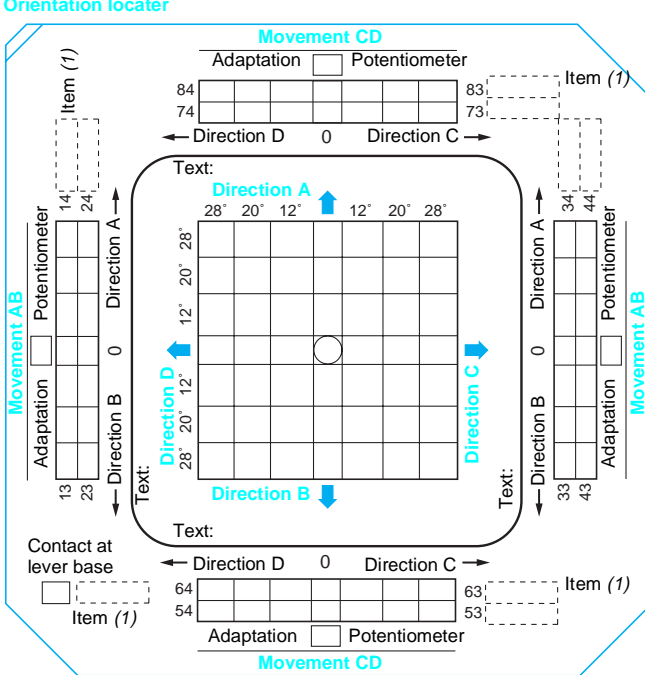 Orientation locater
Movement CD
Adaptation Potentiometer
Item (1)
Item (1)
84 83
74 73
Direction D 0 Direction C
Text:
Direction A
14 24
34 44
28° 20° 12° 12° 20° 28°
28°
20°
12°
12°
20°
28°
Movement AB
Adaptation Potentiometer
Direction B 0 Direction A
Direction D
Direction C
Direction B 0 Direction A
Adaptation Potentiometer
Movement AB
13 23
33 43
Text:
Text:
Direction B
Text:
Contact at
lever base
Item (1)
Direction D 0 Direction C
64 63
54 53
Item (1)
Adaptation Potentiometer
Movement CD